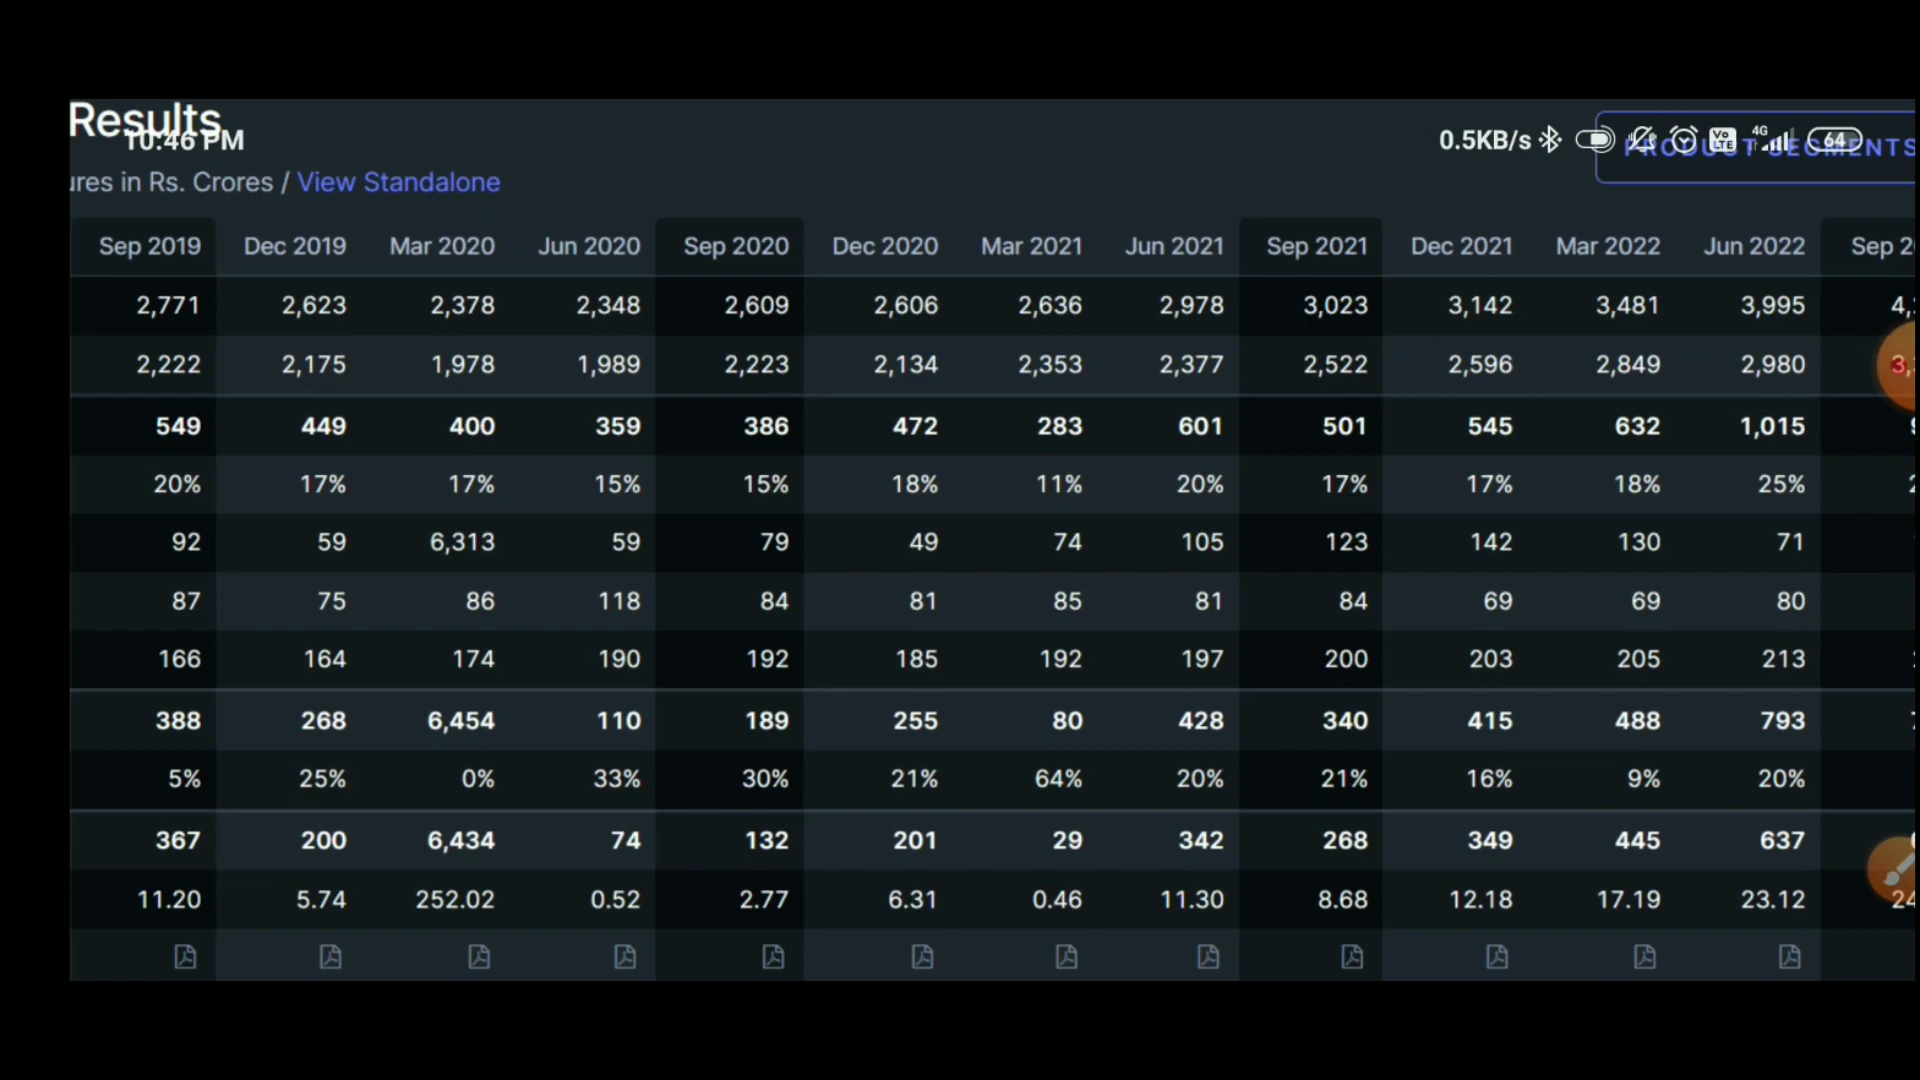 Results
10:46 PM
0.5KB/s
4G
64
PRODUCT SEGMENTS
ures in Rs. Crores / View Standalone
Sep 2019 Dec 2019 Mar 2020 Jun 2020 Sep 2020 Dec 2020 Mar 2021 Jun 2021 Sep 2021 Dec 2021 Mar 2022 Jun 2022 Sep 2
2,771 2,623 2,378 2,348 2,609 2,606 2,636 2,978 3,023 3,142 3,481 3,995 4,
2,222 2,175 1,978 1,989 2,223 2,134 2,353 2,377 2,522 2,596 2,849 2,980 3,
549 449 400 359 386 472 283 601 501 545 632 1,015
20% 17% 17% 15% 15% 18% 11% 20% 17% 17% 18% 25%
92 59 6,313 59 79 49 74 105 123 142 130 71
87 75 86 118 84 81 85 81 84 69 69 80
166 164 174 190 192 185 192 197 200 203 205 213
388 268 6,454 110 189 255 80 428 340 415 488 793
5% 25% 0% 33% 30% 21% 64% 20% 21% 16% 9% 20%
367 200 6,434 74 132 201 29 342 268 349 445 637
11.20 5.74 252.02 0.52 2.77 6.31 0.46 11.30 8.68 12.18 17.19 23.12 24